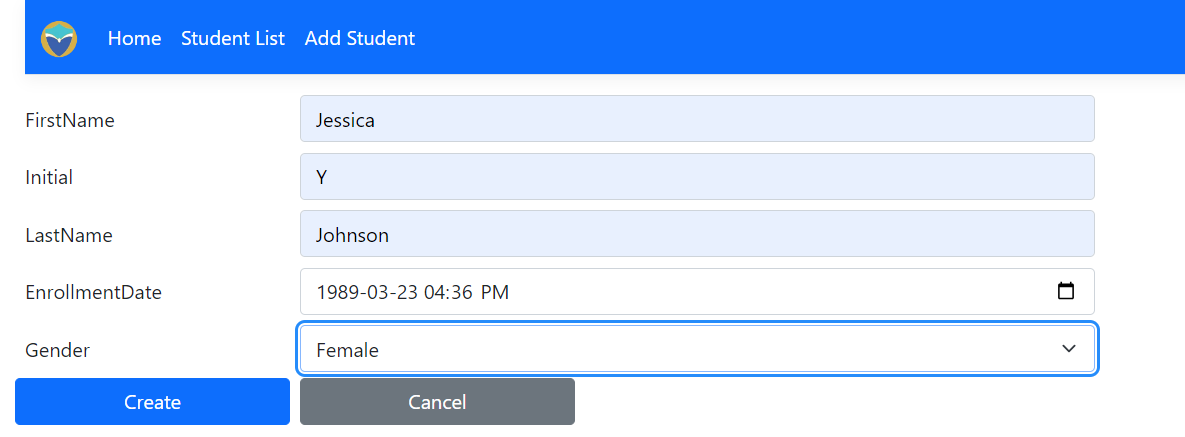 Home Student List Add Student
FirstName Jessica
Initial Y
LastName Johnson
EnrollmentDate 1989-03-23 04:36 PM
Gender Female
Create Cancel